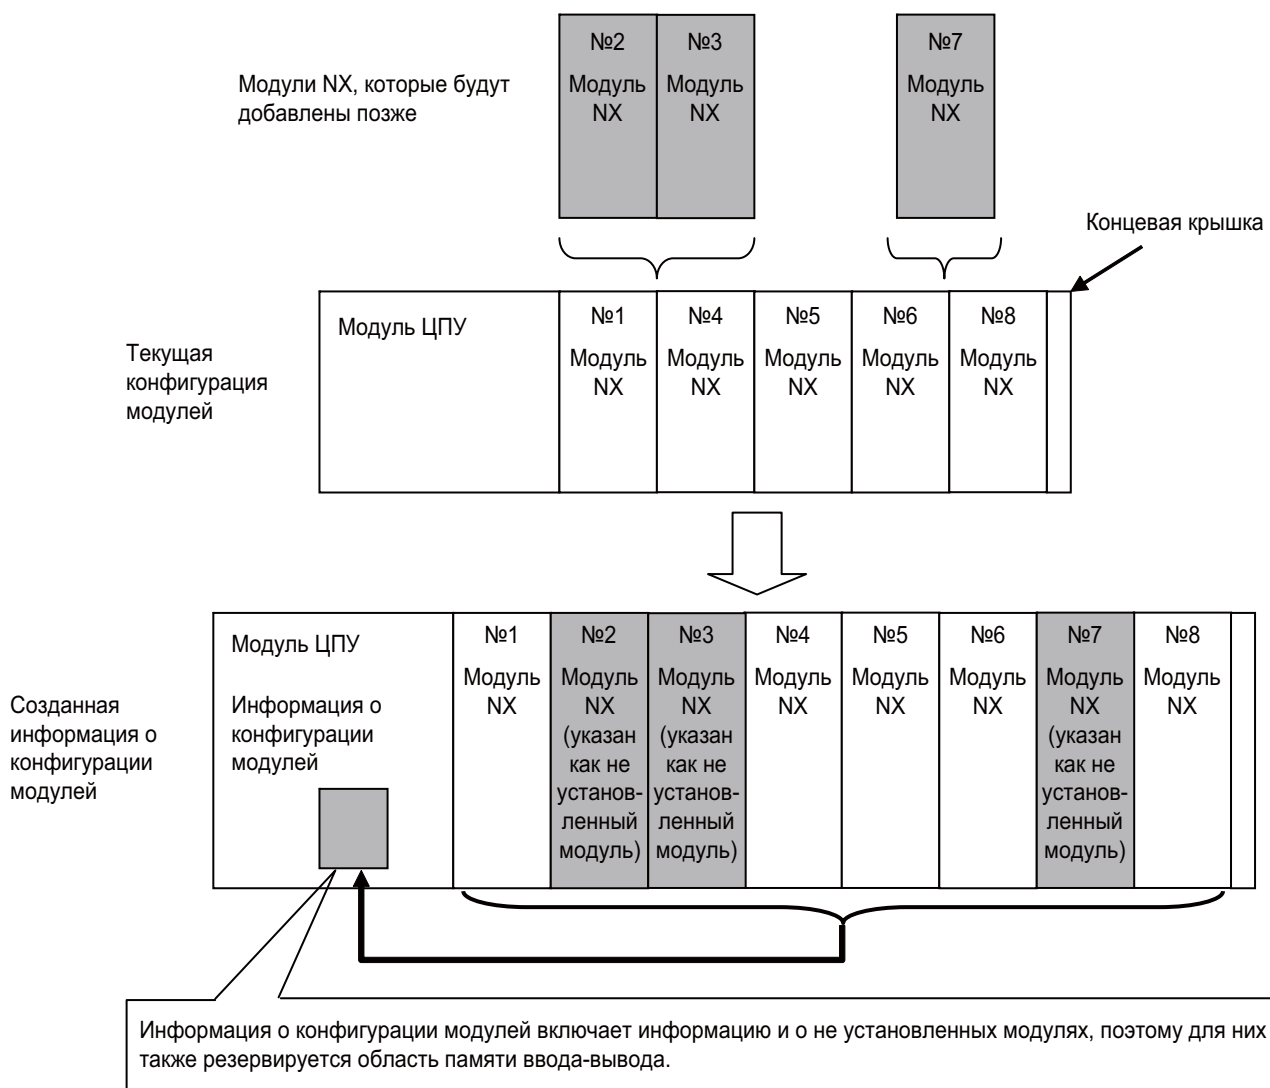 №2
Модуль
NX
№3
Модуль
NX
№7
Модуль
NX
Модули NX, которые будут
добавлены позже
Концевая крышка
Текущая
конфигурация
модулей
Модуль ЦПУ
№1
Модуль
NX
№4
Модуль
NX
№5
Модуль
NX
№6
Модуль
NX
№8
Модуль
NX
Созданная
информация о
конфигурации
модулей
Модуль ЦПУ
Информация о
конфигурации
модулей
№1
Модуль
NX
№2
Модуль
NX
(указан
как не
установ-
ленный
модуль)
№3
Модуль
NX
(указан
как не
установ-
ленный
модуль)
№4
Модуль
NX
№5
Модуль
NX
№6
Модуль
NX
№7
Модуль
NX
(указан
как не
установ-
ленный
модуль)
№8
Модуль
NX
Информация о конфигурации модулей включает информацию и о не установленных модулях, поэтому для них
также резервируется область памяти ввода-вывода.